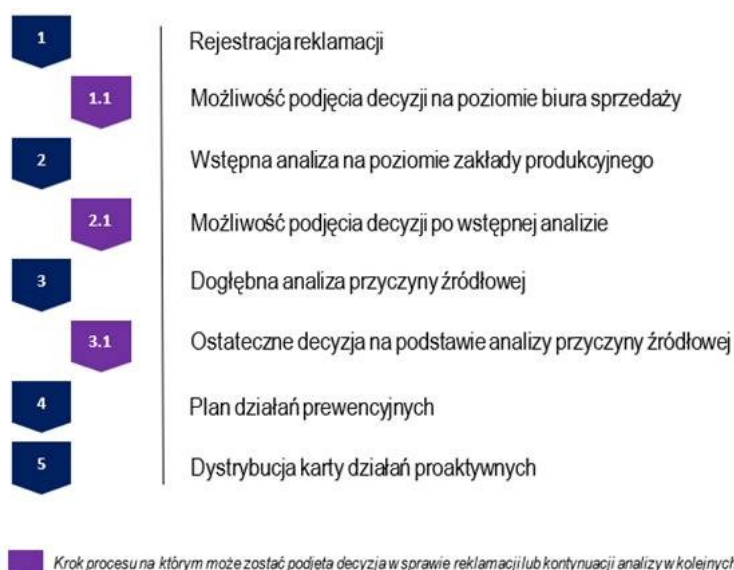 1 Rejestracja reklamacji
1.1 Możliwość podjęcia decyzji na poziomie biura sprzedaży
2 Wstępna analiza na poziomie zakłady produkcyjnego
2.1 Możliwość podjęcia decyzji po wstępnej analizie
3 Dogłębna analiza przyczyny źródłowej
3.1 Ostateczne decyzja na podstawie analizy przyczyny źródłowej
4 Plan działań prewencyjnych
5 Dystrybucja karty działań proaktywnych
Krok procesu na którym może zostać podjęta decyzja w sprawie reklamacji lub kontynuacji analizy w kolejnych